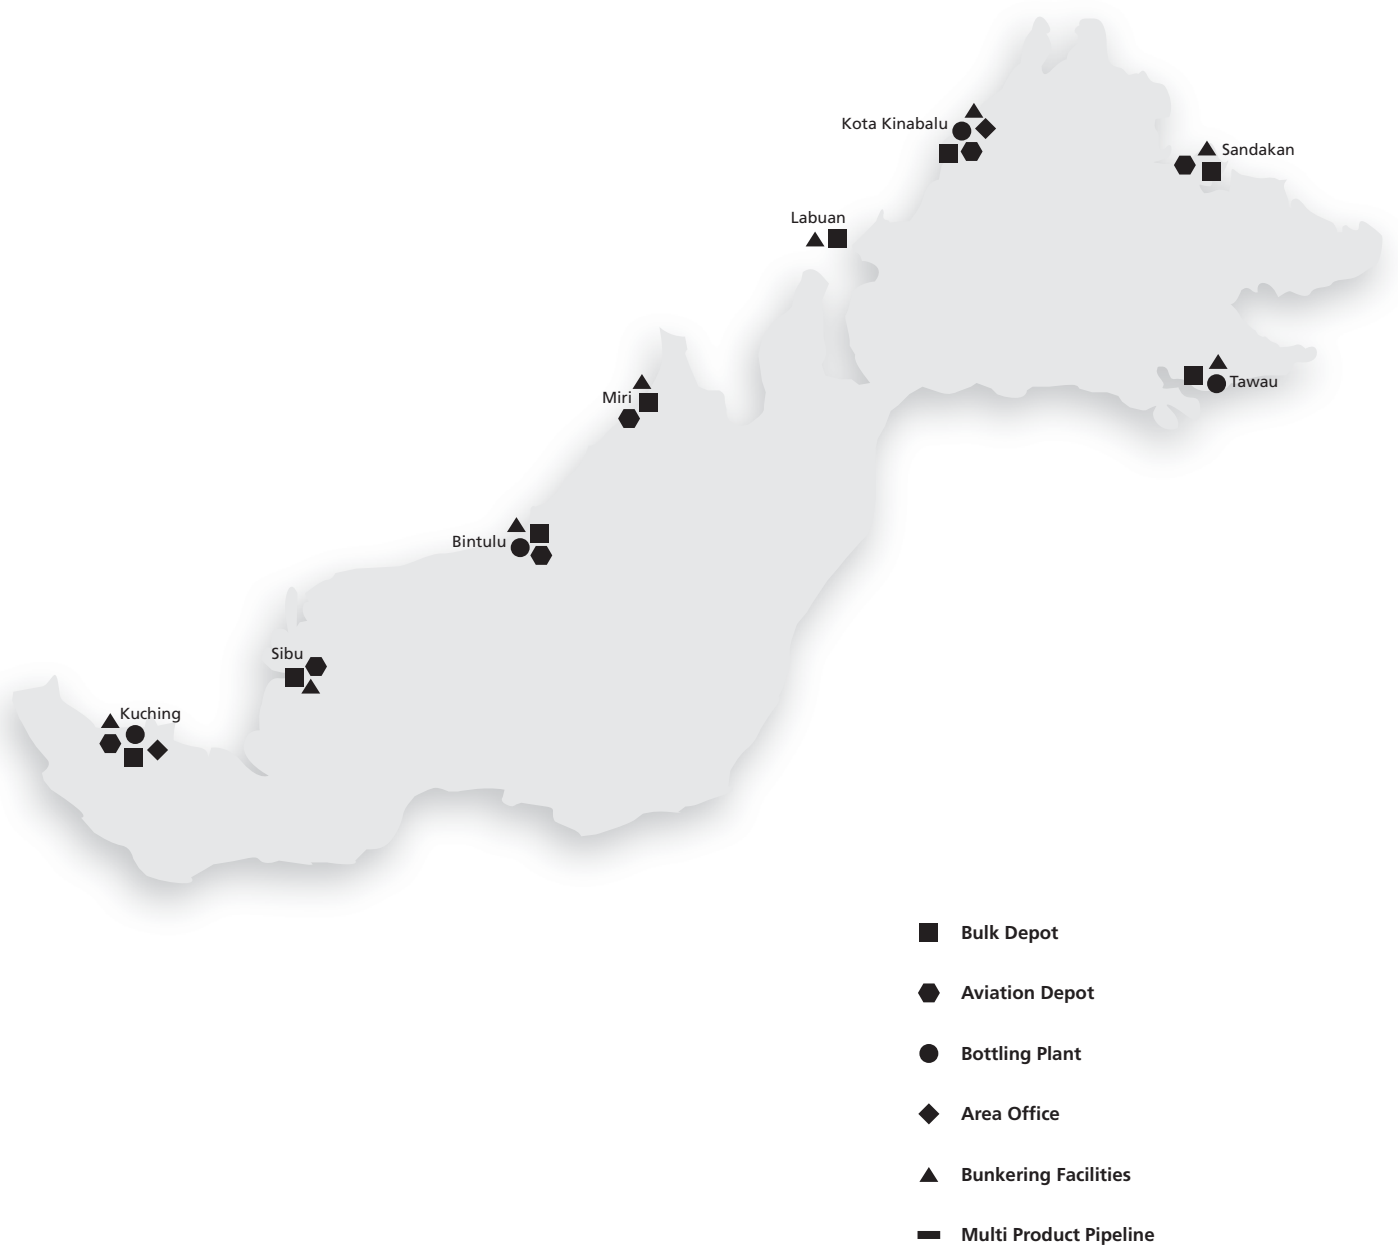 Kota Kinabalu
Sandakan
Labuan
Tawau
Miri
Bintulu
Sibu
Kuching
Bulk Depot
Aviation Depot
Bottling Plant
Area Office
Bunkering Facilities
Multi Product Pipeline